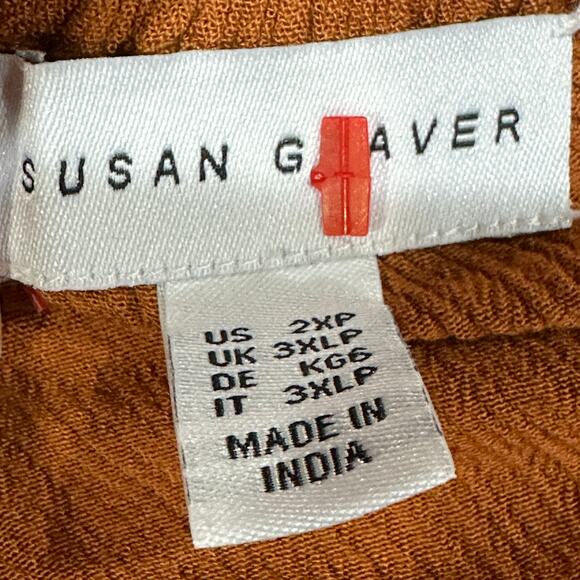 SUSAN G AVER
US 2XP
UK 3XLP
DE KG6
IT 3XLP
MADE IN
INDIA